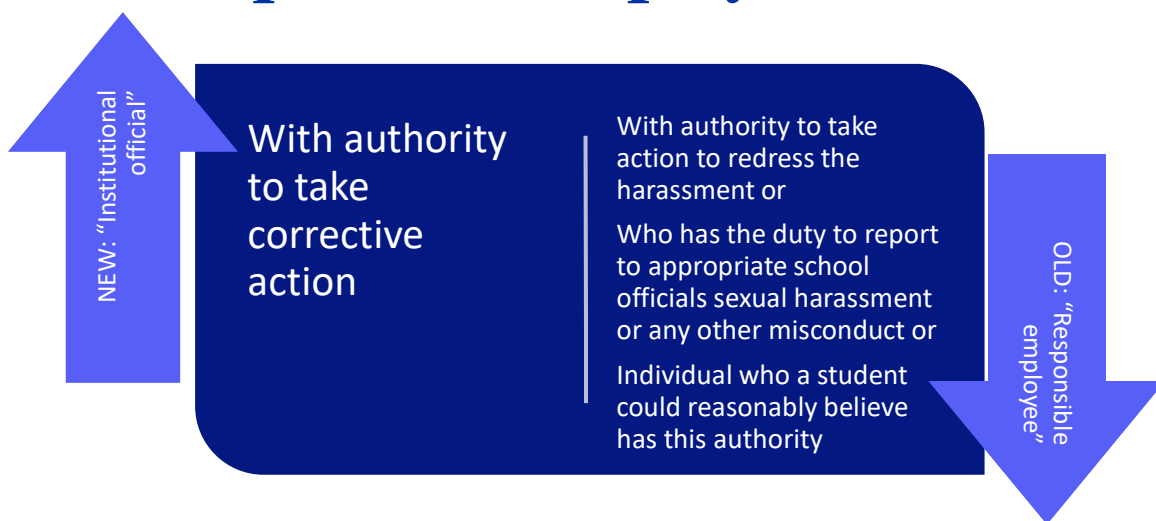 NEW: “Institutional
official”
With authority
to take
corrective
action
With authority to take
action to redress the
harassment or
Who has the duty to report
to appropriate school
officials sexual harassment
or any other misconduct or
Individual who a student
could reasonably believe
has this authority
OLD: “Responsible
employee”